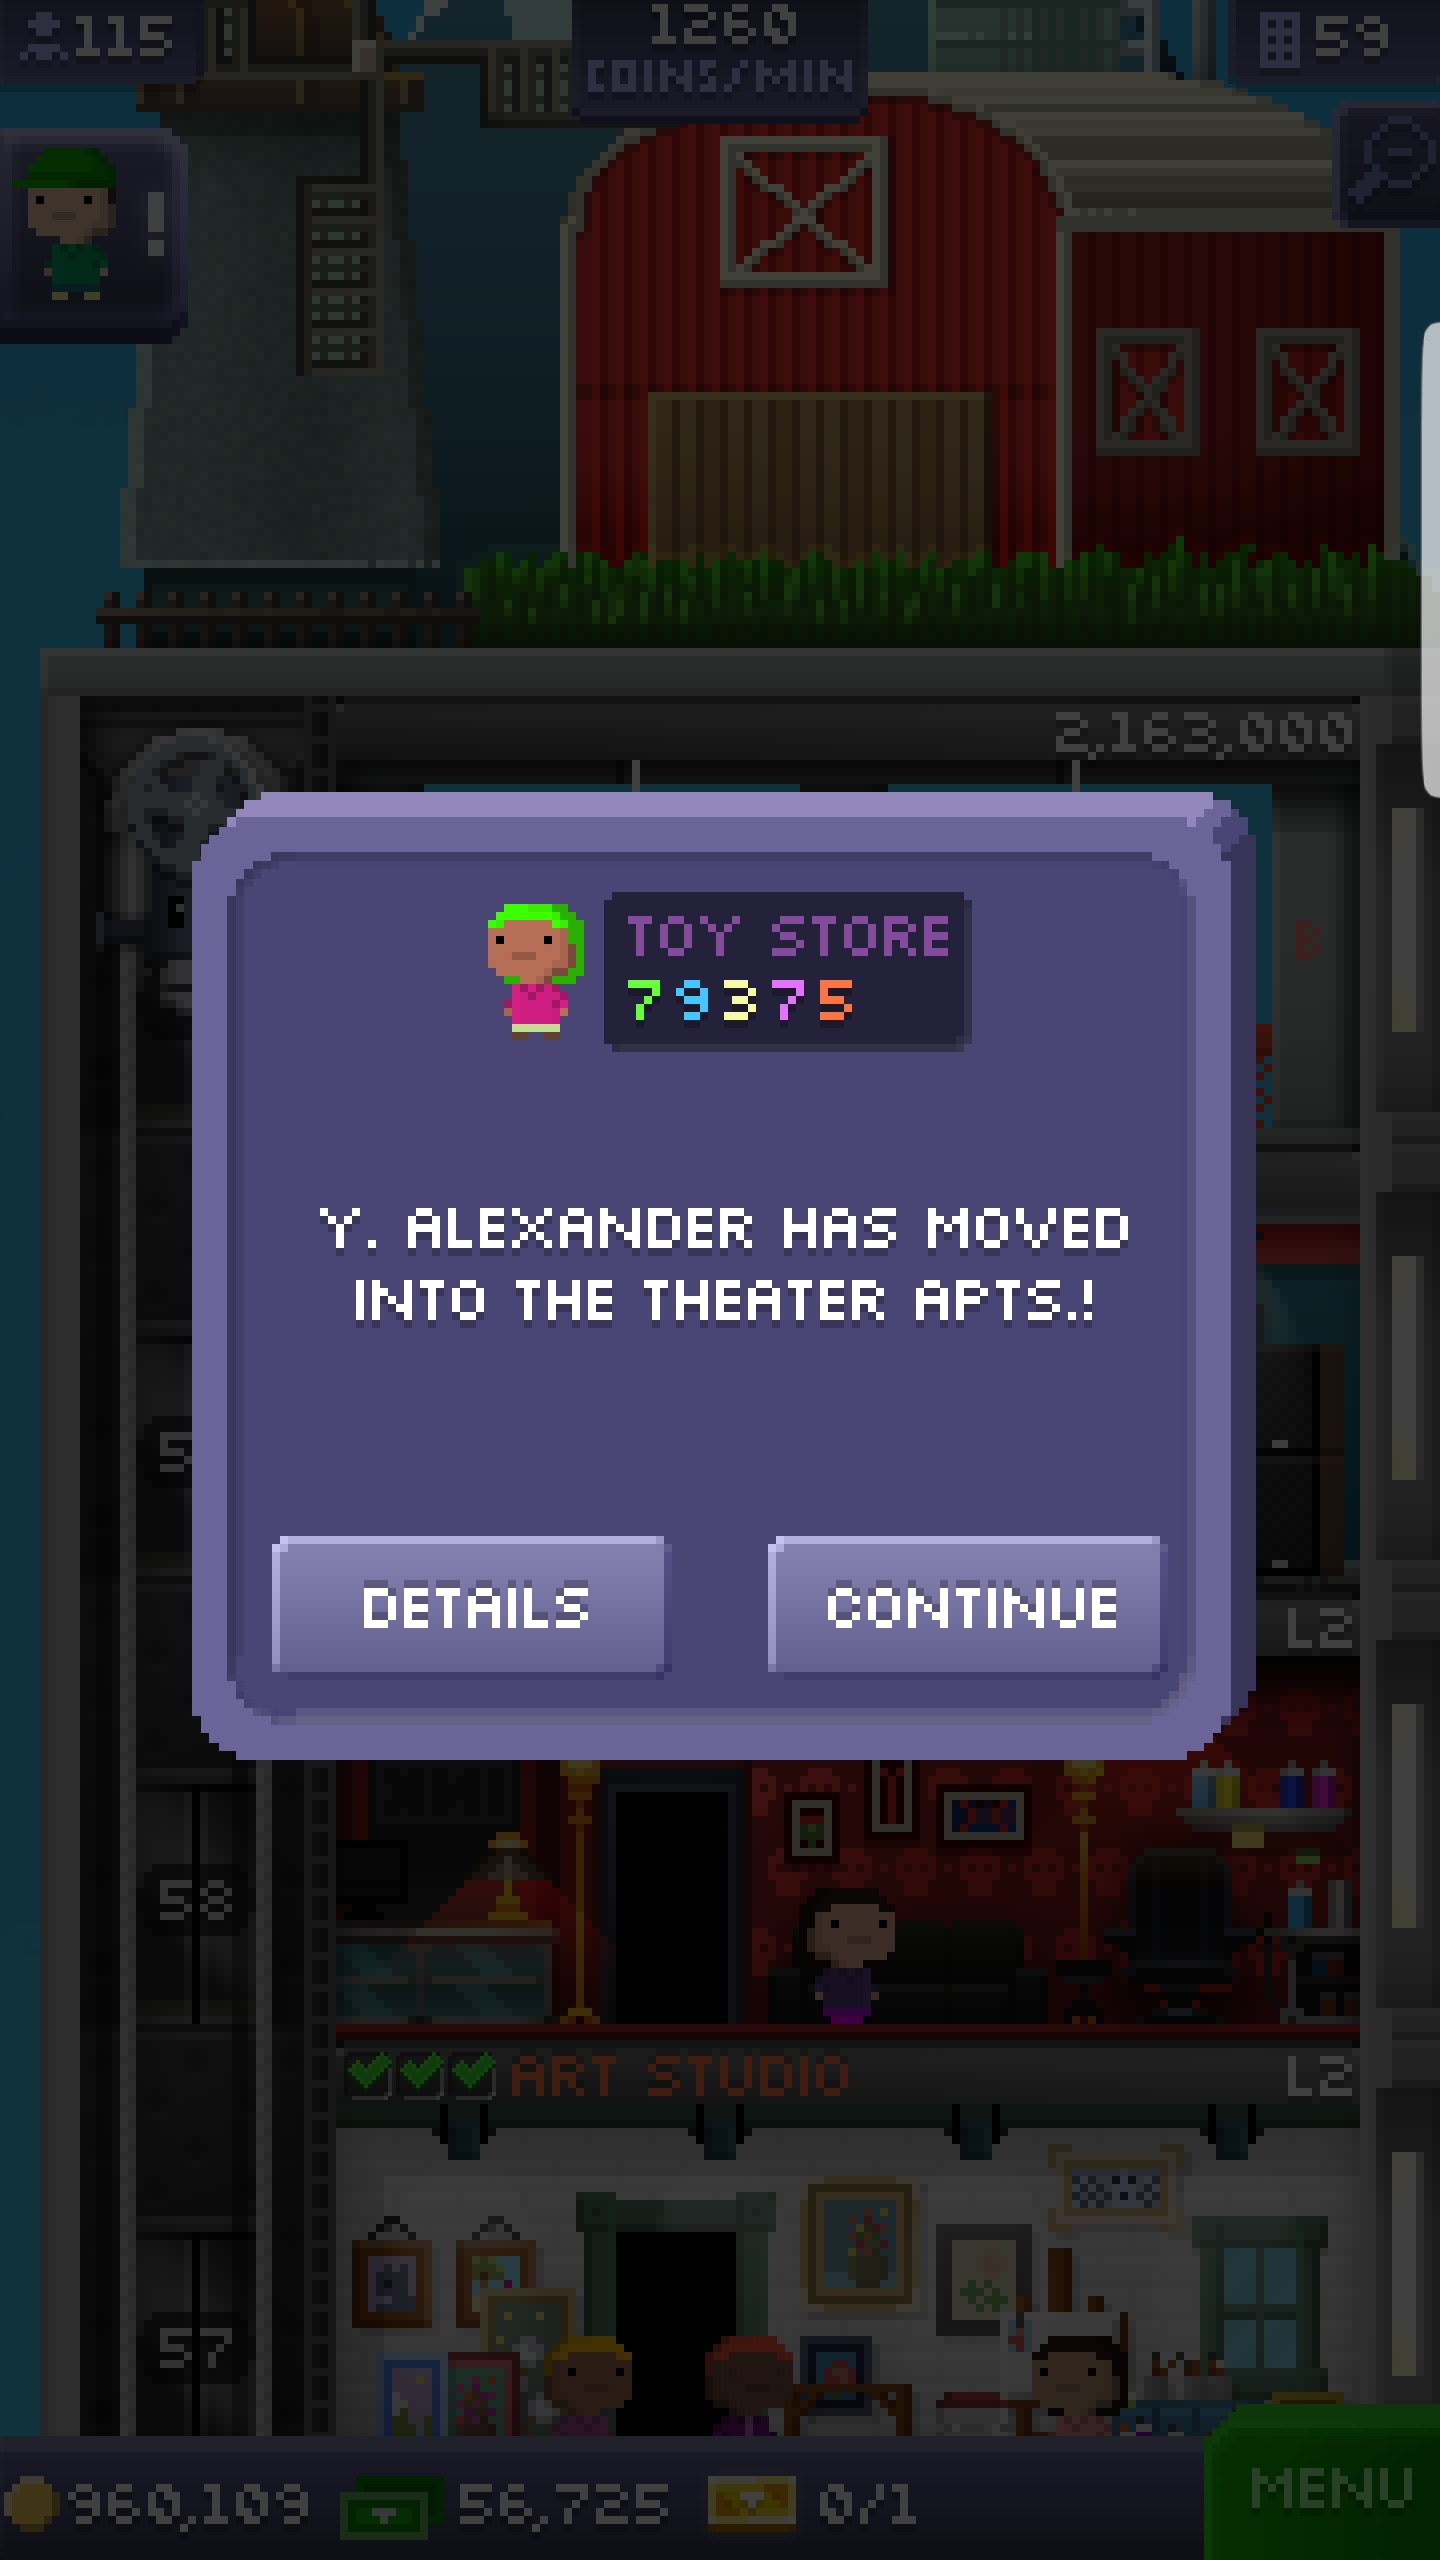 115
1260
COINS/MIN
59
!
2,163,000
B
TOY STORE
79375
Y. ALEXANDER HAS MOVED
INTO THE THEATER APTS.!
DETAILS
CONTINUE
L2
58
ART STUDIO
L2
57
960,109
56,725
0/1
MENU